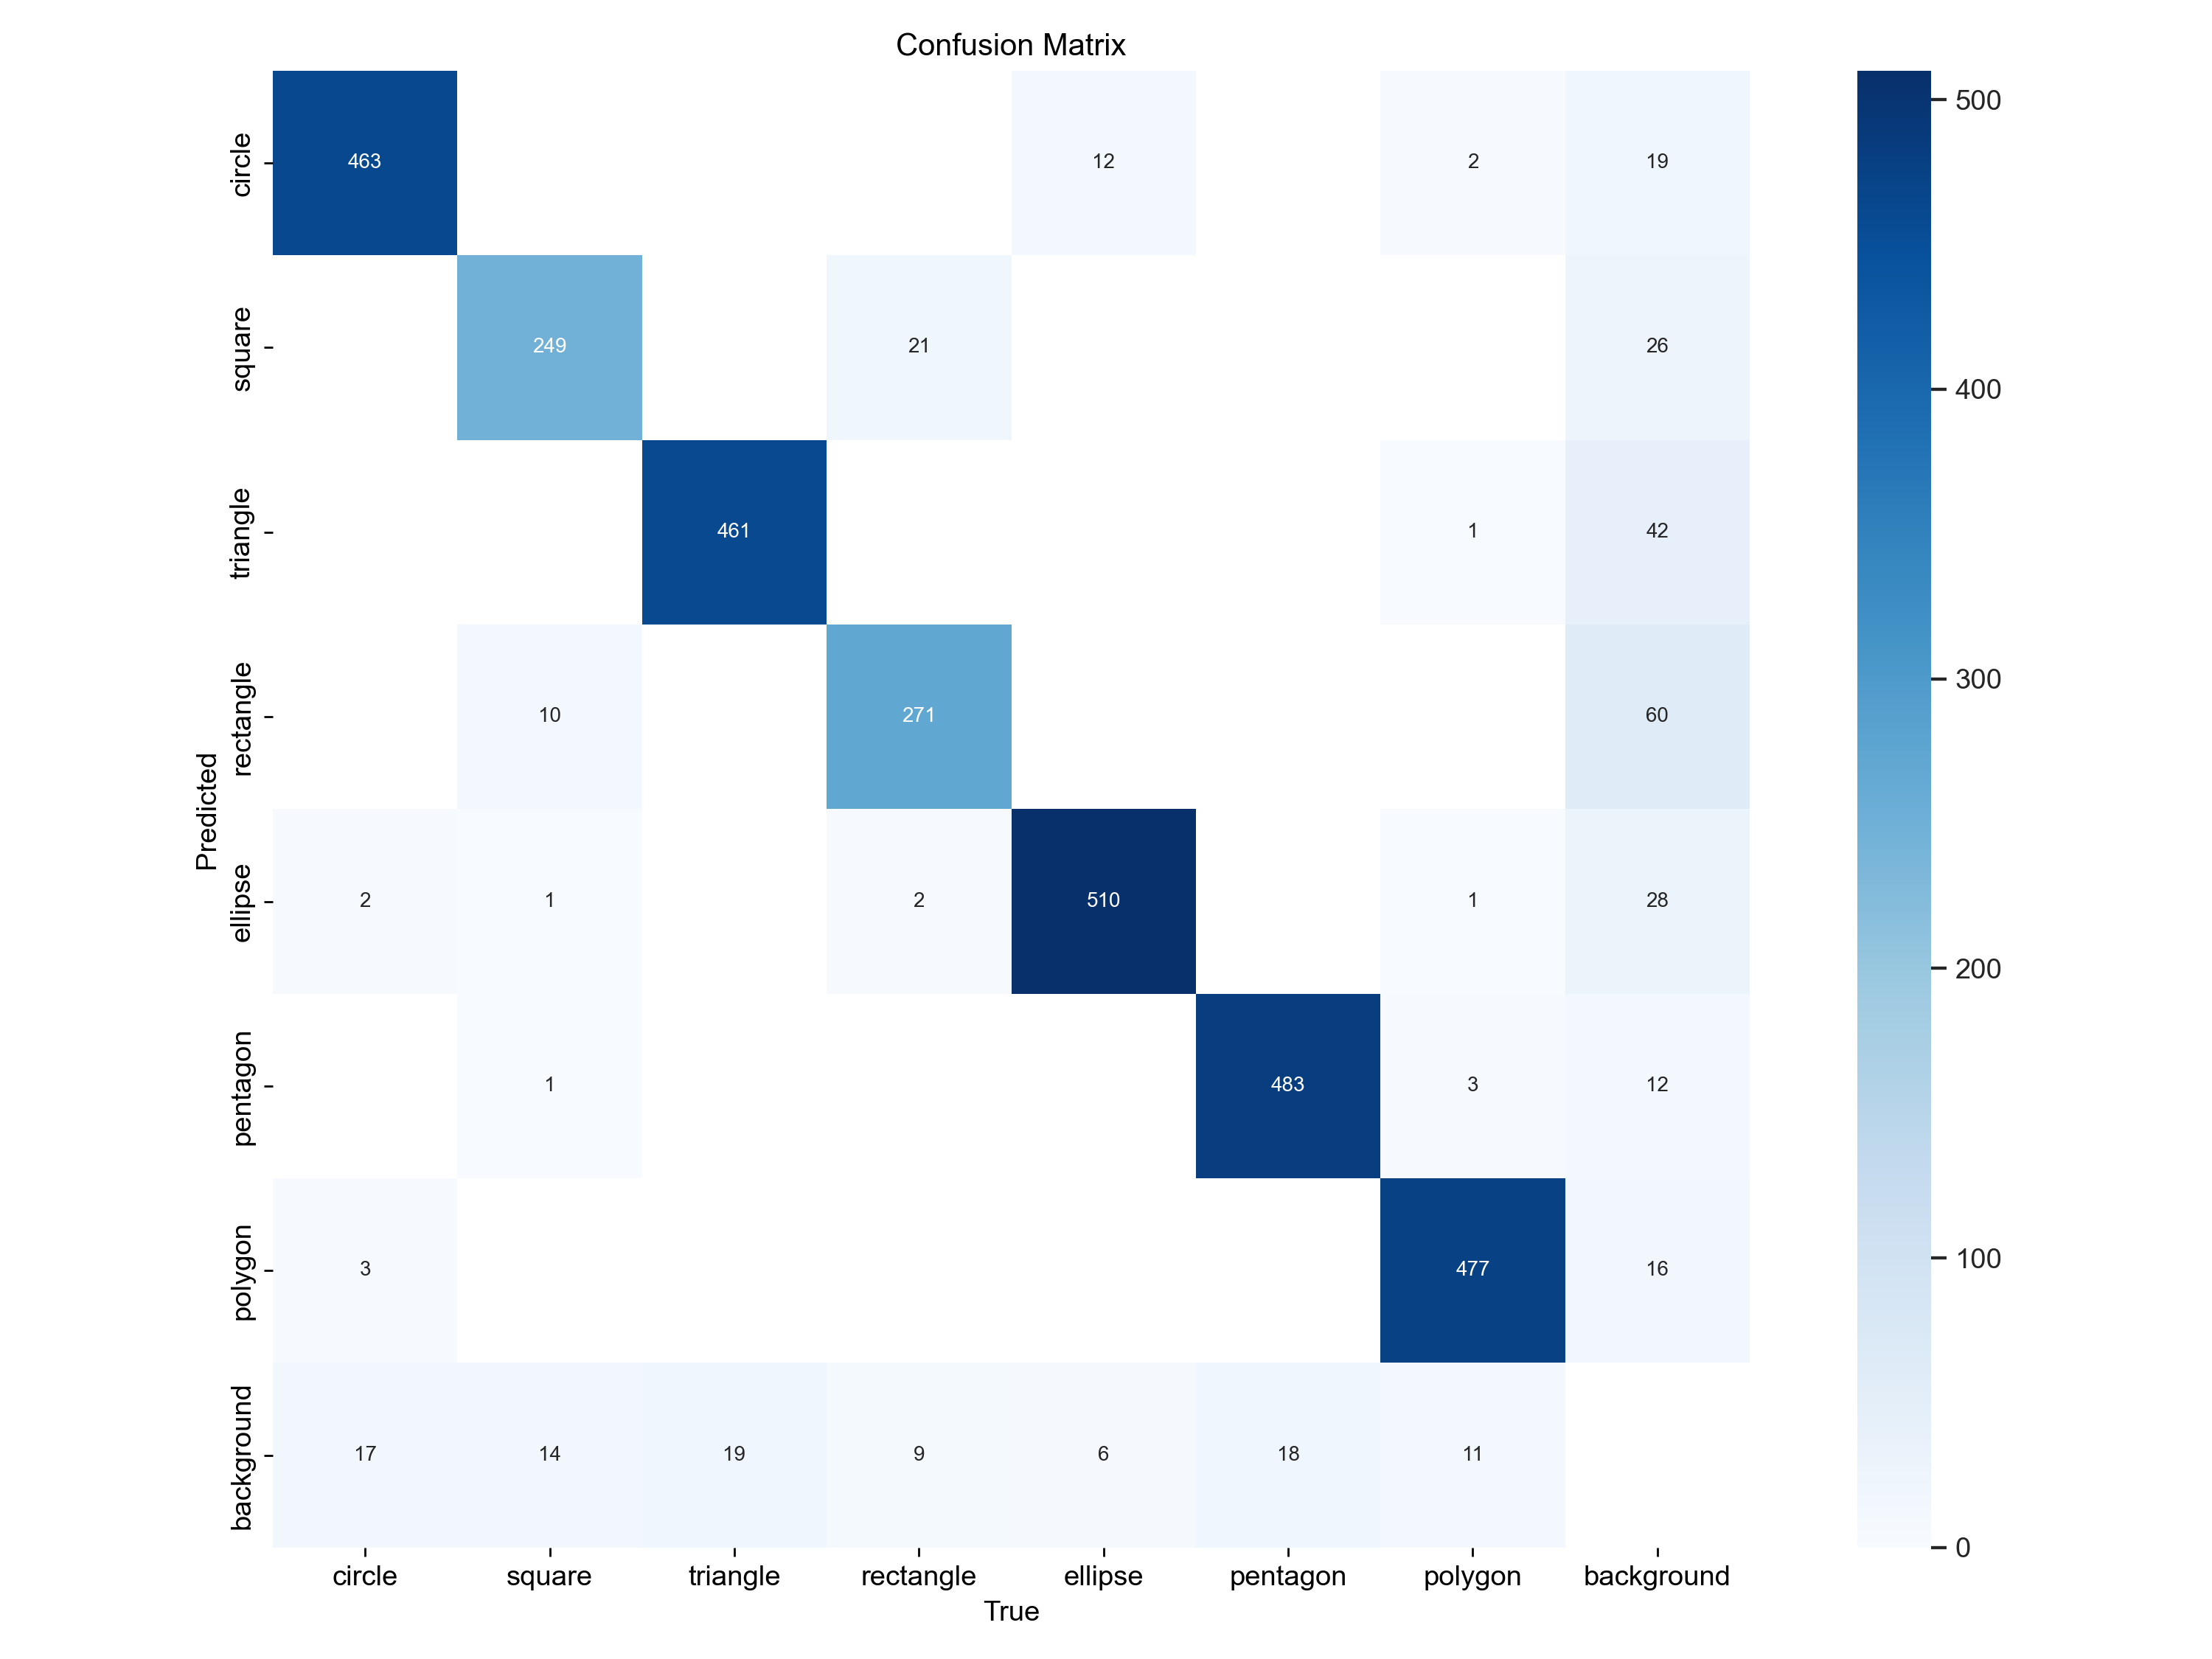 Confusion Matrix
circle 463 12 2 19
square 249 21 26
triangle 461 1 42
rectangle 10 271 60
ellipse 2 1 2 510 1 28
pentagon 1 483 3 12
polygon 3 477 16
background 17 14 19 9 6 18 11
circle square triangle rectangle ellipse pentagon polygon background
True
Predicted
500
400
300
200
100
0